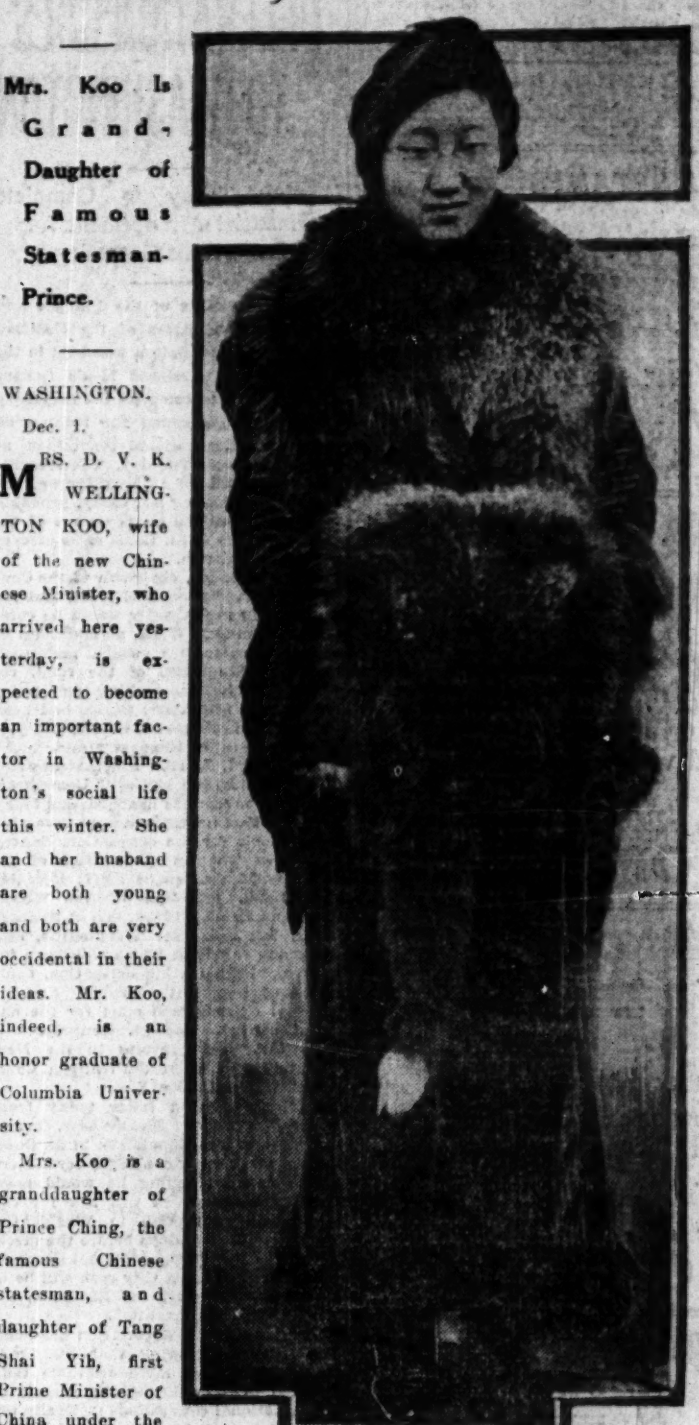 Mrs. Koo Is
Grand-
Daughter of
Famous
Statesman-
Prince.
WASHINGTON.
Dec. 1.
MRS. D. V. K.
WELLING-
TON KOO, wife
of the new Chin-
ese Minister, who
arrived here yes-
terday, is ex-
pected to become
an important fac-
tor in Washing-
ton's social life
this winter. She
and her husband
are both young
and both are very
occidental in their
ideas. Mr. Koo,
indeed, is an
honor graduate of
Columbia Univer-
sity.
Mrs. Koo is a
granddaughter of
Prince Ching, the
famous Chinese
statesman, and
daughter of Tang
Shai Yih, first
Prime Minister of
China under the